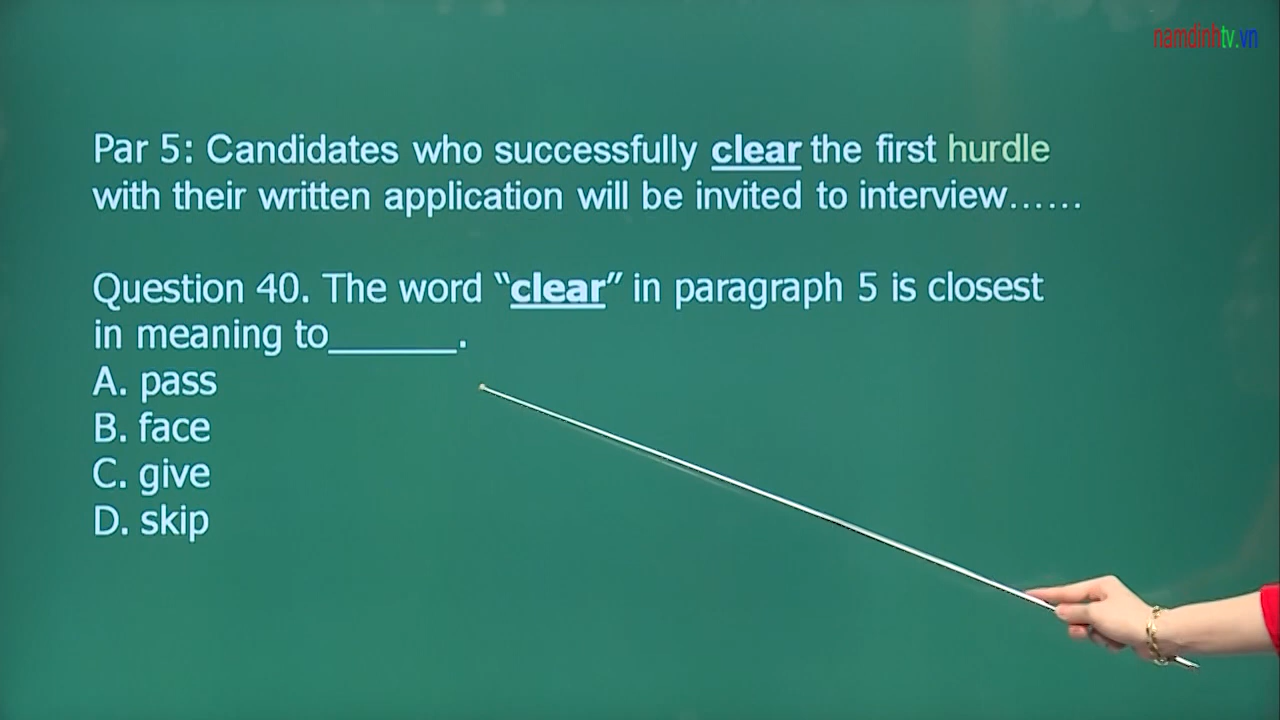 namdinhtv.vn
Par 5: Candidates who successfully clear the first hurdle
with their written application will be invited to interview......
Question 40. The word “clear” in paragraph 5 is closest
in meaning to______.
A. pass
B. face
C. give
D. skip